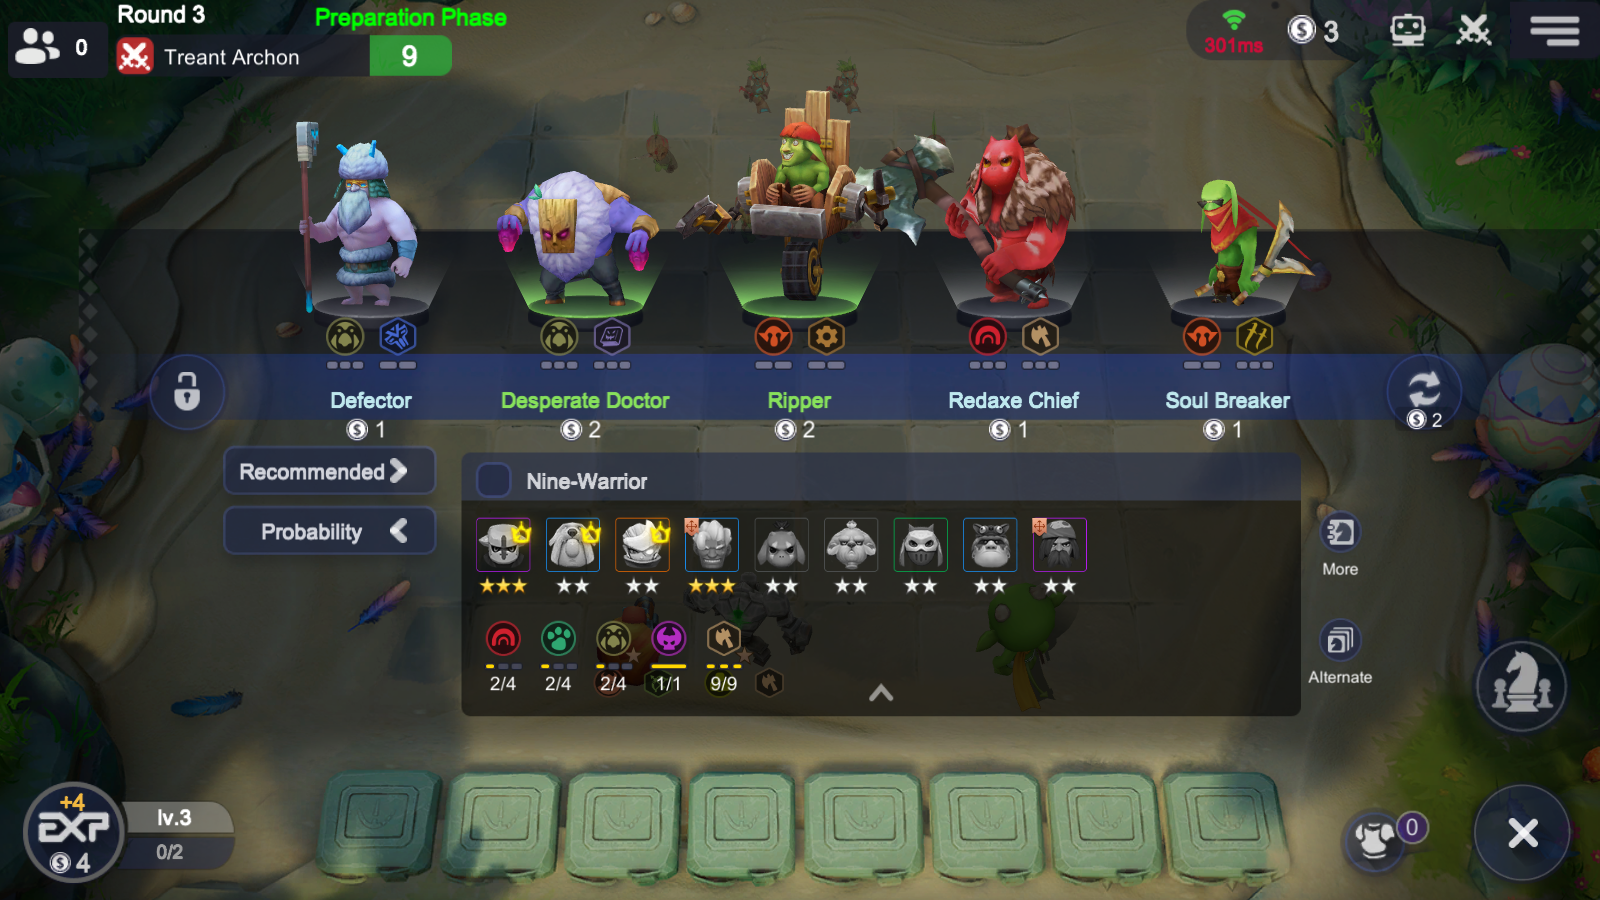 Round 3
Preparation Phase
0
Treant Archon
9
301ms
3
Defector
Desperate Doctor
Ripper
Redaxe Chief
Soul Breaker
1
2
2
1
1
2
Recommended
Probability
Nine-Warrior
More
2/4
2/4
2/4
1/1
9/9
Alternate
+4
EXP
4
lv.3
0/2
0